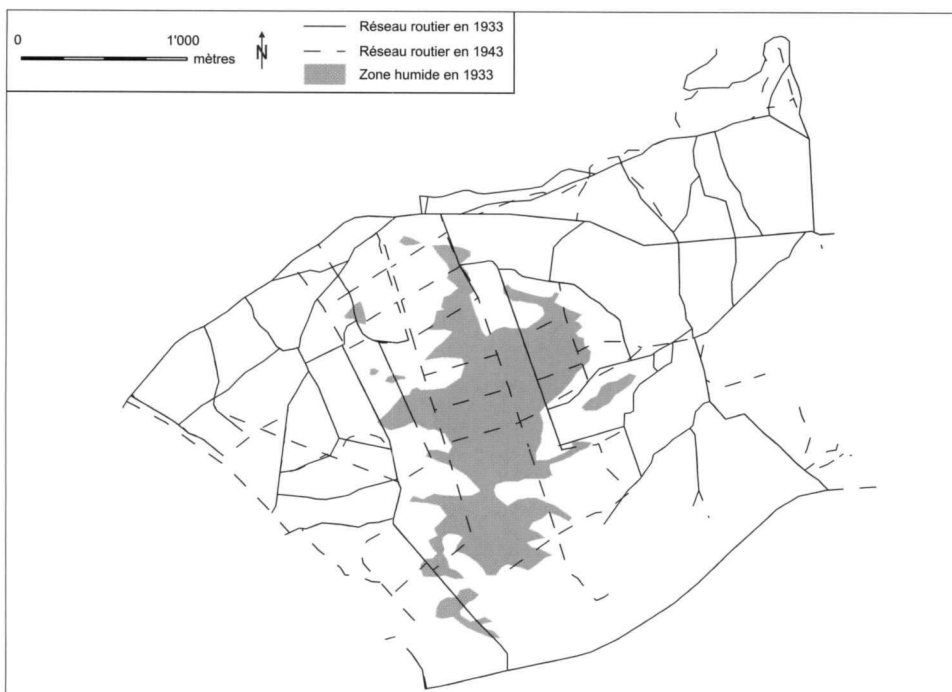 0 1'000
mètres
N
Réseau routier en 1933
Réseau routier en 1943
Zone humide en 1933